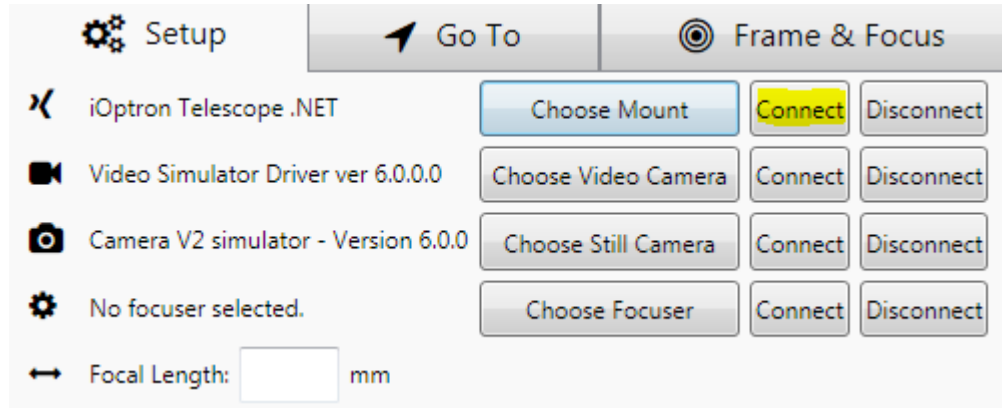 Setup Go To Frame & Focus
iOptron Telescope .NET Choose Mount Connect Disconnect
Video Simulator Driver ver 6.0.0.0 Choose Video Camera Connect Disconnect
Camera V2 simulator - Version 6.0.0 Choose Still Camera Connect Disconnect
No focuser selected. Choose Focuser Connect Disconnect
Focal Length: mm